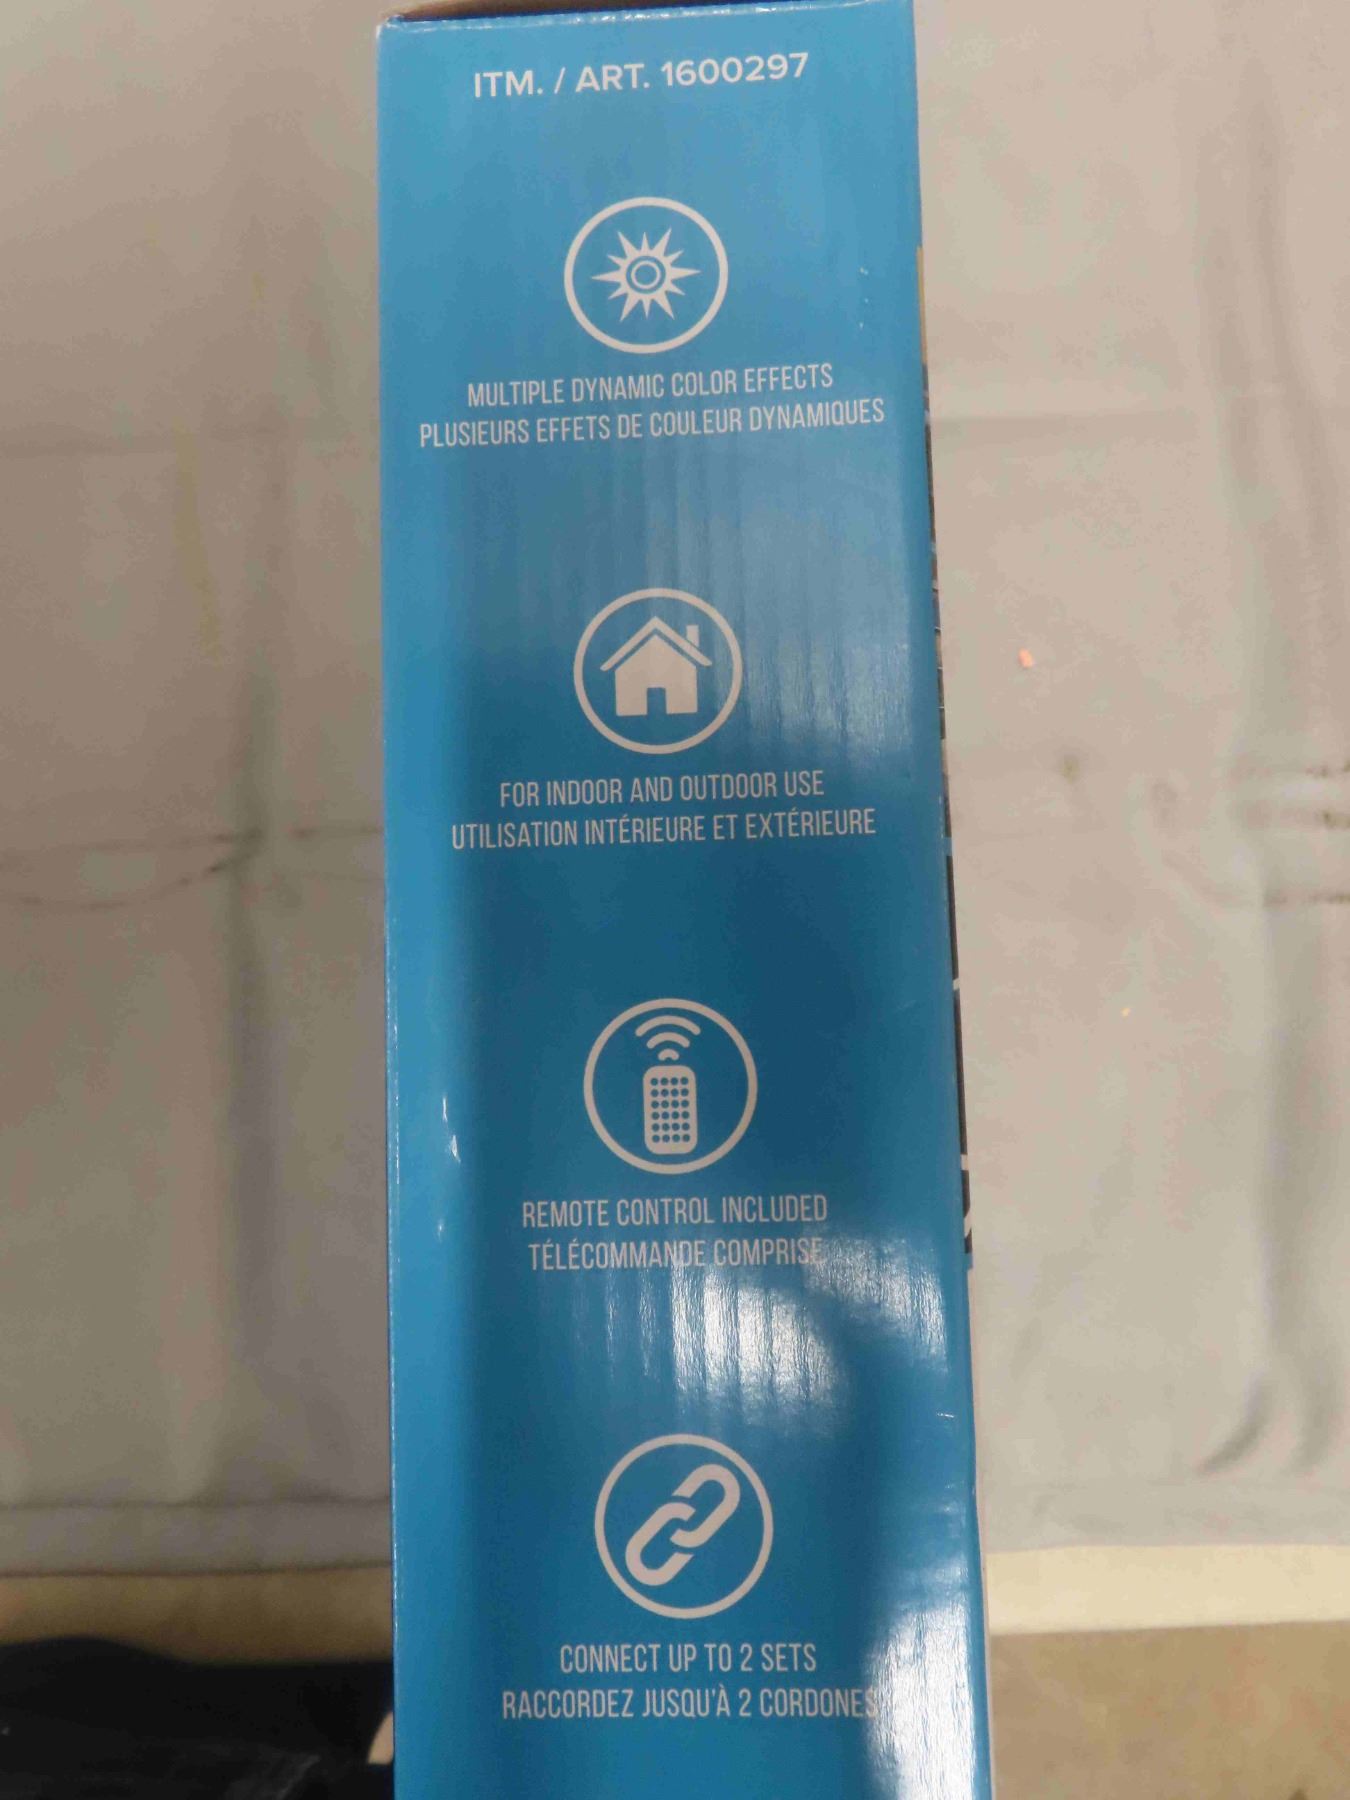 ITM. / ART. 1600297
MULTIPLE DYNAMIC COLOR EFFECTS
PLUSIEURS EFFETS DE COULEUR DYNAMIQUES
FOR INDOOR AND OUTDOOR USE
UTILISATION INTÉRIEURE ET EXTÉRIEURE
REMOTE CONTROL INCLUDED
TÉLÉCOMMANDE COMPRISE
CONNECT UP TO 2 SETS
RACCORDEZ JUSQU'À 2 CORDONES